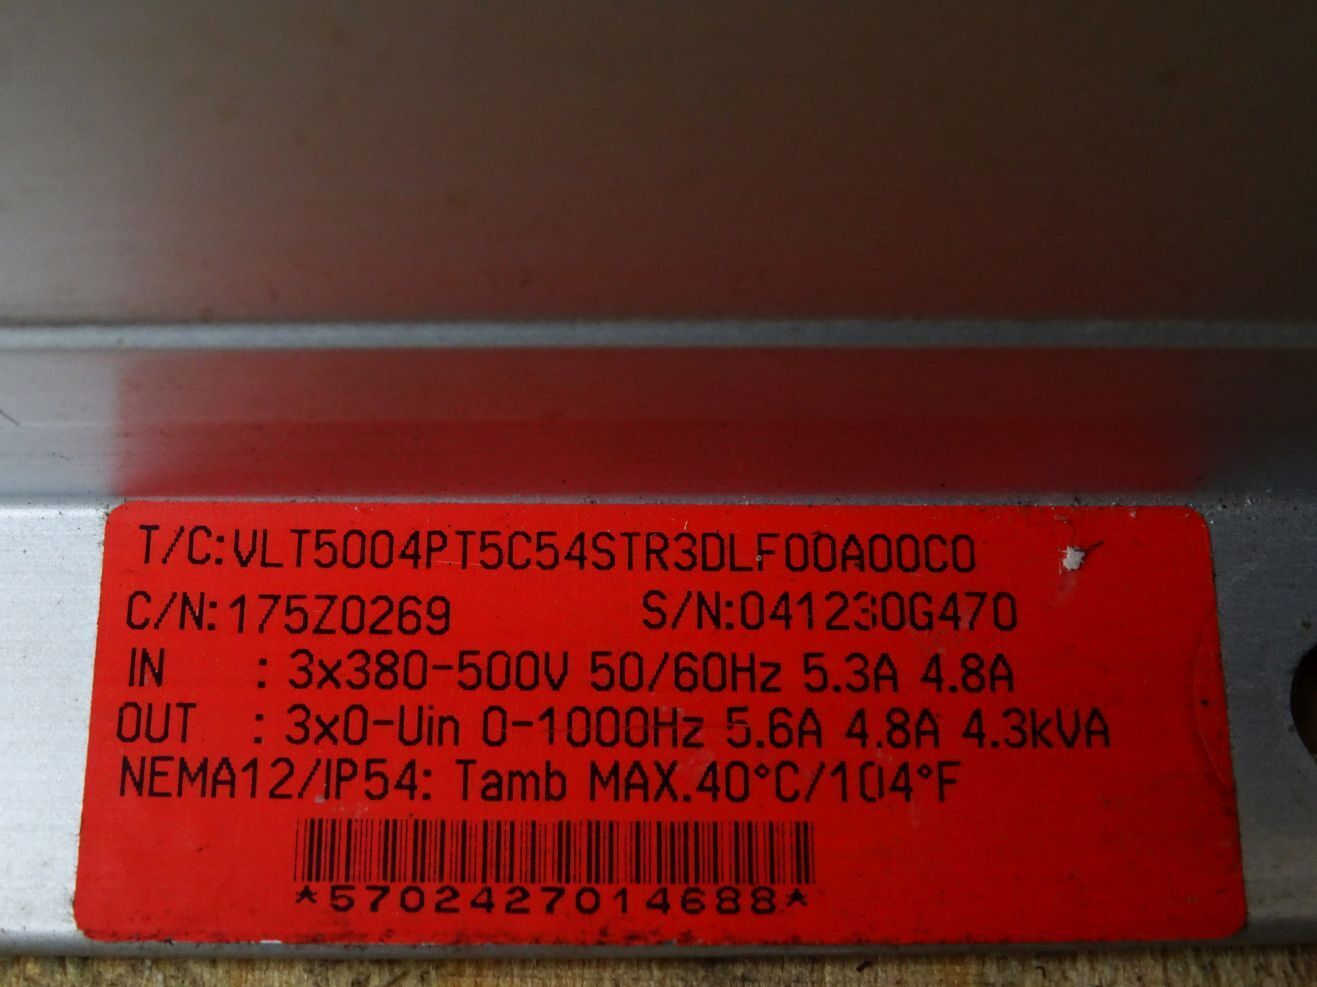 T/C:VLT5004PT5C54STR3DLF00A00C0
C/N:175Z0269 S/N:041230G470
IN : 3x380-500V 50/60Hz 5.3A 4.8A
OUT : 3x0-Uin 0-1000Hz 5.6A 4.8A 4.3kVA
NEMA12/IP54: Tamb MAX.40°C/104°F
*5702427014688*